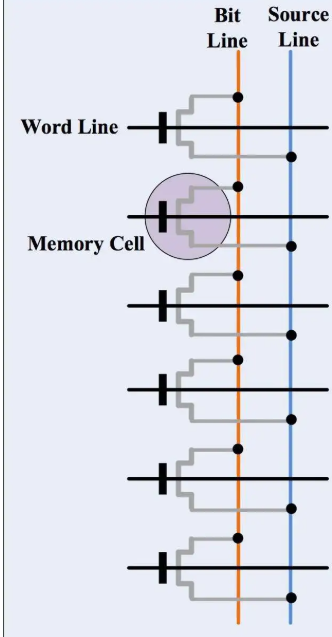 Bit Line
Source Line
Word Line
Memory Cell